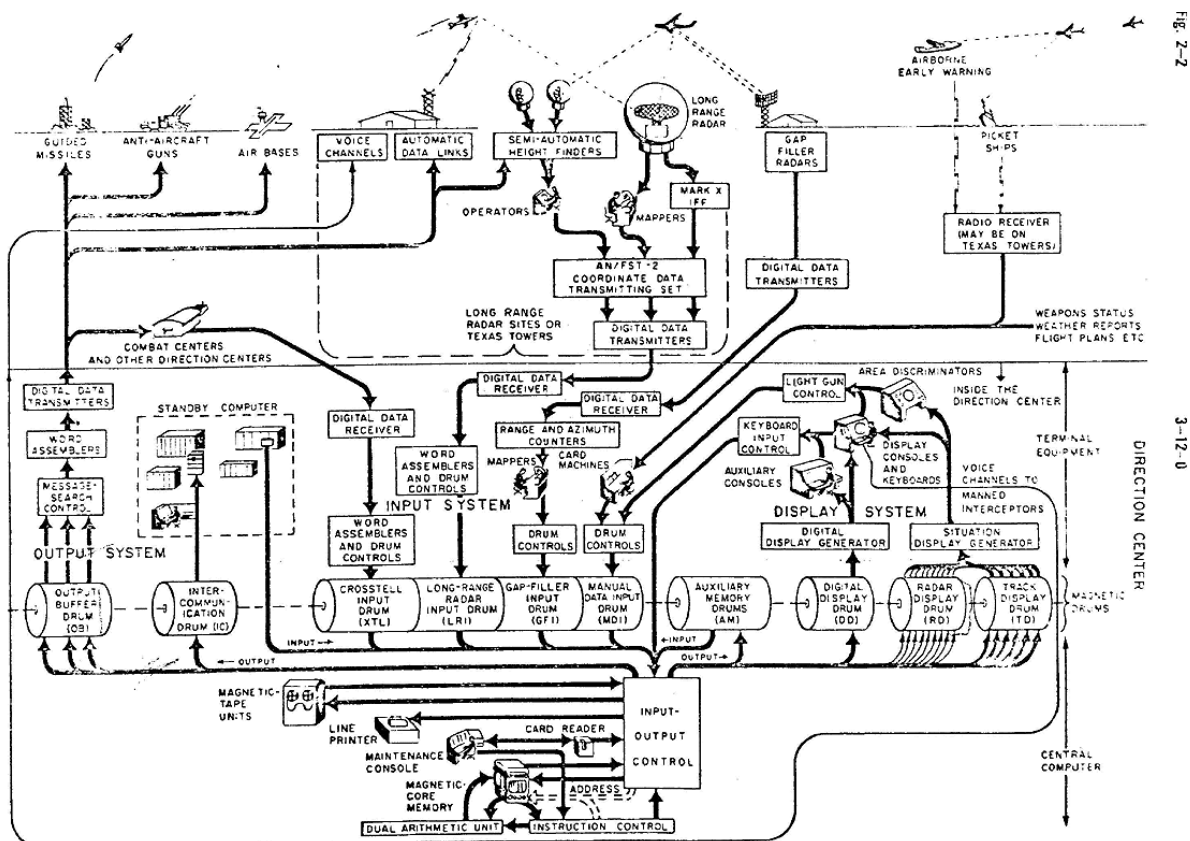 Fig. 2-2
3-12-0
AIRBORNE
EARLY WARNING
LONG
RANGE
RADAR
GUIDED
MISSILES
ANTI-AIRCRAFT
GUNS
AIR BASES
VOICE
CHANNELS
AUTOMATIC
DATA LINKS
SEMI-AUTOMATIC
HEIGHT FINDERS
GAP
FILLER
RADARS
PICKET
SHIPS
OPERATORS
MAPPERS
MARK X
IFF
RADIO RECEIVER
(MAY BE ON
TEXAS TOWERS)
AN/FST-2
COORDINATE DATA
TRANSMITTING SET
DIGITAL DATA
TRANSMITTERS
LONG RANGE
RADAR SITES OR
TEXAS TOWERS
DIGITAL DATA
TRANSMITTERS
WEAPONS STATUS
WEATHER REPORTS
FLIGHT PLANS ETC
COMBAT CENTERS
AND OTHER DIRECTION CENTERS
DIGITAL DATA
TRANSMITTERS
WORD
ASSEMBLERS
MESSAGE-
SEARCH
CONTROL
OUTPUT SYSTEM
STANDBY COMPUTER
DIGITAL DATA
RECEIVER
DIGITAL DATA
RECEIVER
DIGITAL DATA
RECEIVER
RANGE AND AZIMUTH
COUNTERS
WORD
ASSEMBLERS
AND DRUM
CONTROLS
WORD
ASSEMBLERS
AND DRUM
CONTROLS
MAPPERS
CARD
MACHINES
INPUT SYSTEM
DRUM
CONTROLS
DRUM
CONTROLS
LIGHT GUN
CONTROL
KEYBOARD
INPUT
CONTROL
AREA DISCRIMINATORS
INSIDE THE
DIRECTION CENTER
AUXILIARY
CONSOLES
DISPLAY
CONSOLES
AND
KEYBOARDS
VOICE
CHANNELS TO
MANNED
INTERCEPTORS
DISPLAY SYSTEM
DIGITAL
DISPLAY GENERATOR
SITUATION
DISPLAY GENERATOR
TERMINAL
EQUIPMENT
DIRECTION CENTER
OUTPUT
BUFFER
DRUM
(OB)
INTER-
COMMUN-
ICATION
DRUM (IC)
CROSSTELL
INPUT
DRUM
(XTL)
LONG-RANGE
RADAR
INPUT DRUM
(LRI)
GAP-FILLER
INPUT
DRUM
(GFI)
MANUAL
DATA INPUT
DRUM
(MDI)
AUXILIARY
MEMORY
DRUMS
(AM)
DIGITAL
DISPLAY
DRUM
(DD)
RADAR
DISPLAY
DRUM
(RD)
TRACK
DISPLAY
DRUM
(TD)
MAGNETIC
DRUMS
INPUT
OUTPUT
INPUT
OUTPUT
MAGNETIC-
TAPE
UNITS
LINE
PRINTER
CARD READER
MAINTENANCE
CONSOLE
MAGNETIC-
CORE
MEMORY
ADDRESS
INPUT-
OUTPUT
CONTROL
DUAL ARITHMETIC UNIT
INSTRUCTION CONTROL
CENTRAL
COMPUTER